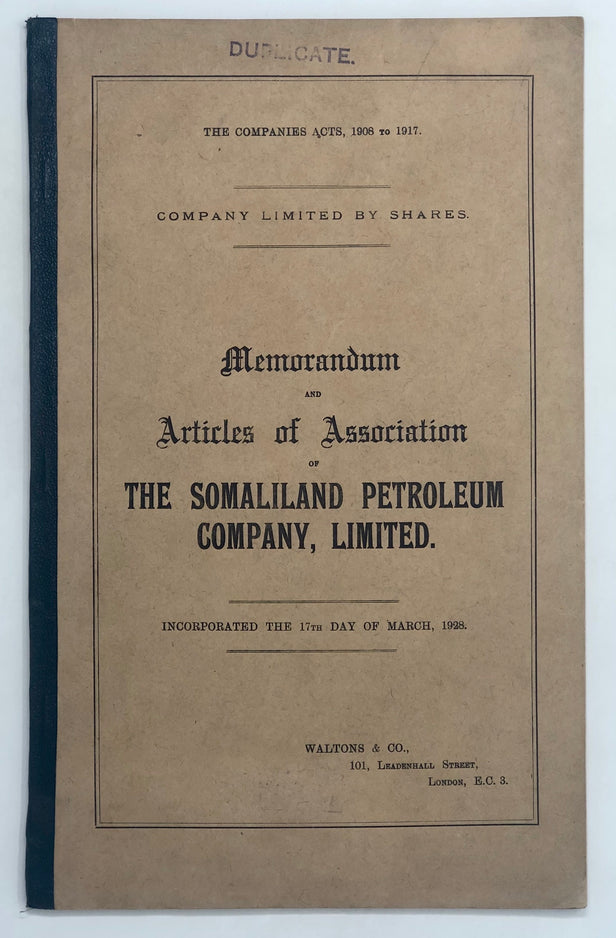 DUPLICATE.
THE COMPANIES ACTS, 1908 TO 1917.
COMPANY LIMITED BY SHARES.
Memorandum
AND
Articles of Association
OF
THE SOMALILAND PETROLEUM
COMPANY, LIMITED.
INCORPORATED THE 17TH DAY OF MARCH, 1928.
WALTONS & CO.,
101, LEADENHALL STREET,
LONDON, E.C. 3.